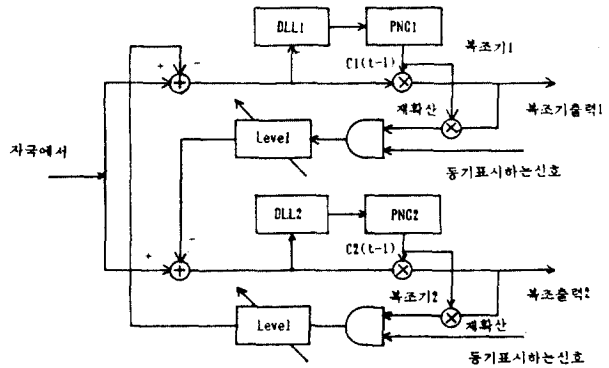 DLL1
PNG1
복조기1
+
-
C1(t-1)
재확산
복조기출력1
Level
자국에서
동기표시하는신호
DLL2
PNG2
+
-
C2(t-1)
복조기2
재확산
복조출력2
Level
동기표시하는신호